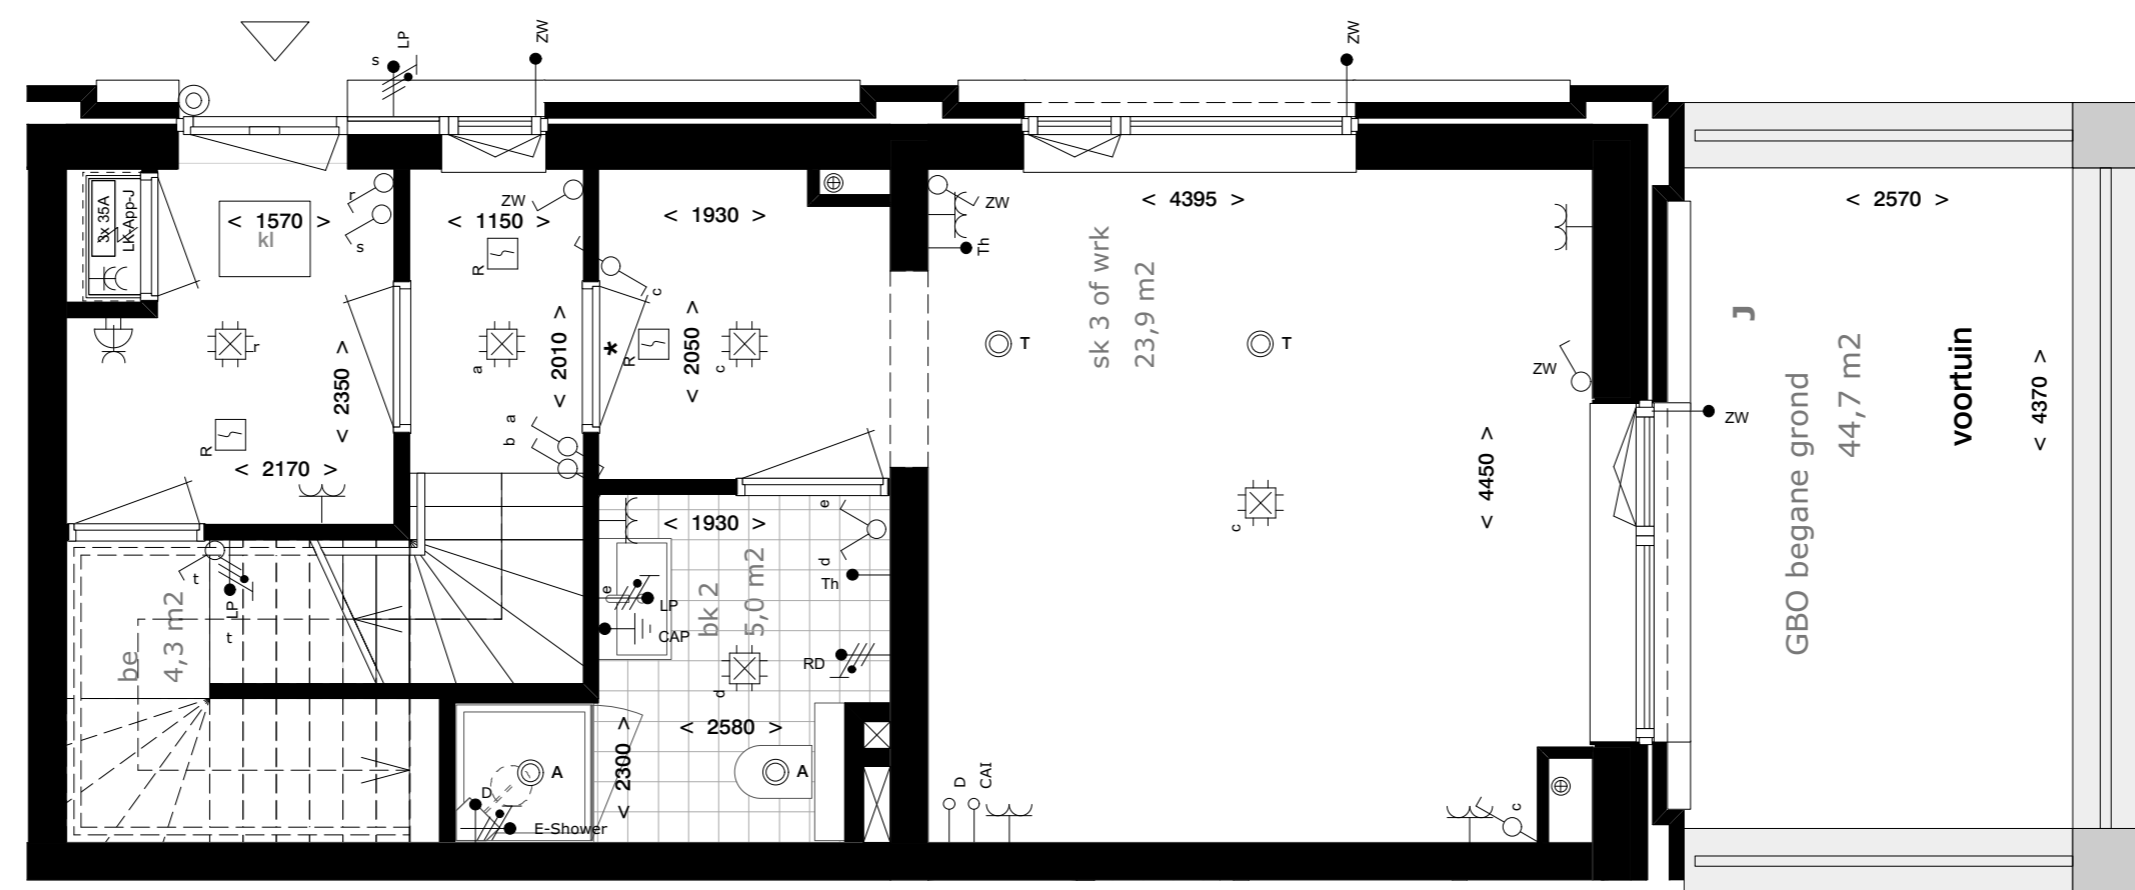 s
LP
ZW
ZW
3x 35A
LK-App-J
< 1570 >
kl
r
s
ZW
< 1150 >
R
< 1930 >
ZW
Th
< 4395 >
< 2570 >
c
sk 3 of wrk
23,9 m2
r
< 2350 >
a
< 2010 >
*
R
< 2050 >
c
T
T
ZW
J
GBO begane grond
44,7 m2
voortuin
< 4370 >
ZW
R
< 2170 >
a
b
< 4450 >
c
< 1930 >
e
d
Th
t
LP
t
be
4,3 m2
e
LP
CAP
bk 2
5,0 m2
RD
d
< 2580 >
< 2300 >
A
A
D
E-Shower
D
CAI
c